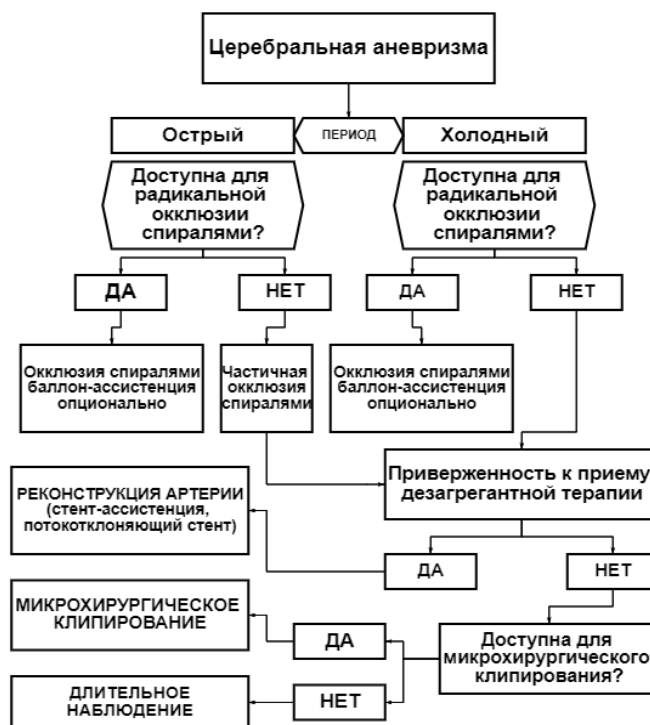 Церебральная аневризма
Острый
ПЕРИОД
Холодный
Доступна для
радикальной
окклюзии
спиралями?
Доступна для
радикальной
окклюзии
спиралями?
ДА
НЕТ
ДА
НЕТ
Окклюзия спиралями
баллон-ассистенция
опционально
Частичная
окклюзия
спиралями
Окклюзия спиралями
баллон-ассистенция
опционально
Приверженность к приему
дезагрегантной терапии
РЕКОНСТРУКЦИЯ АРТЕРИИ
(стент-ассистенция,
потокотклоняющий стент)
ДА
НЕТ
МИКРОХИРУРГИЧЕСКОЕ
КЛИПИРОВАНИЕ
ДА
Доступна для
микрохирургического
клипирования?
ДЛИТЕЛЬНОЕ
НАБЛЮДЕНИЕ
НЕТ